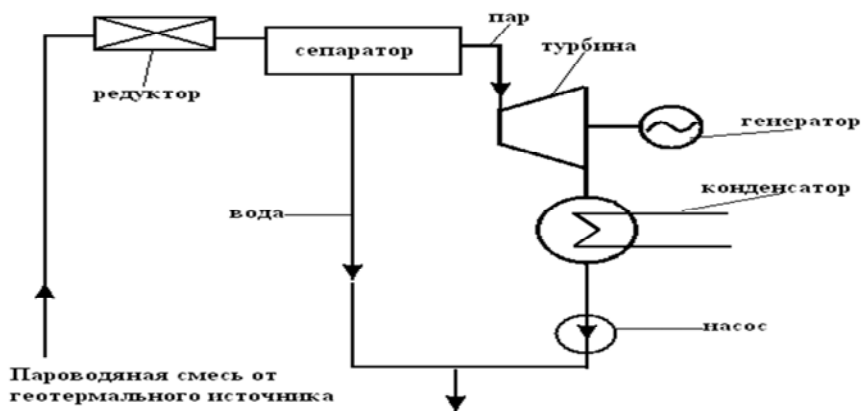 пар
турбина
сепаратор
редуктор
генератор
конденсатор
вода
насос
Пароводяная смесь от
геотермального источника